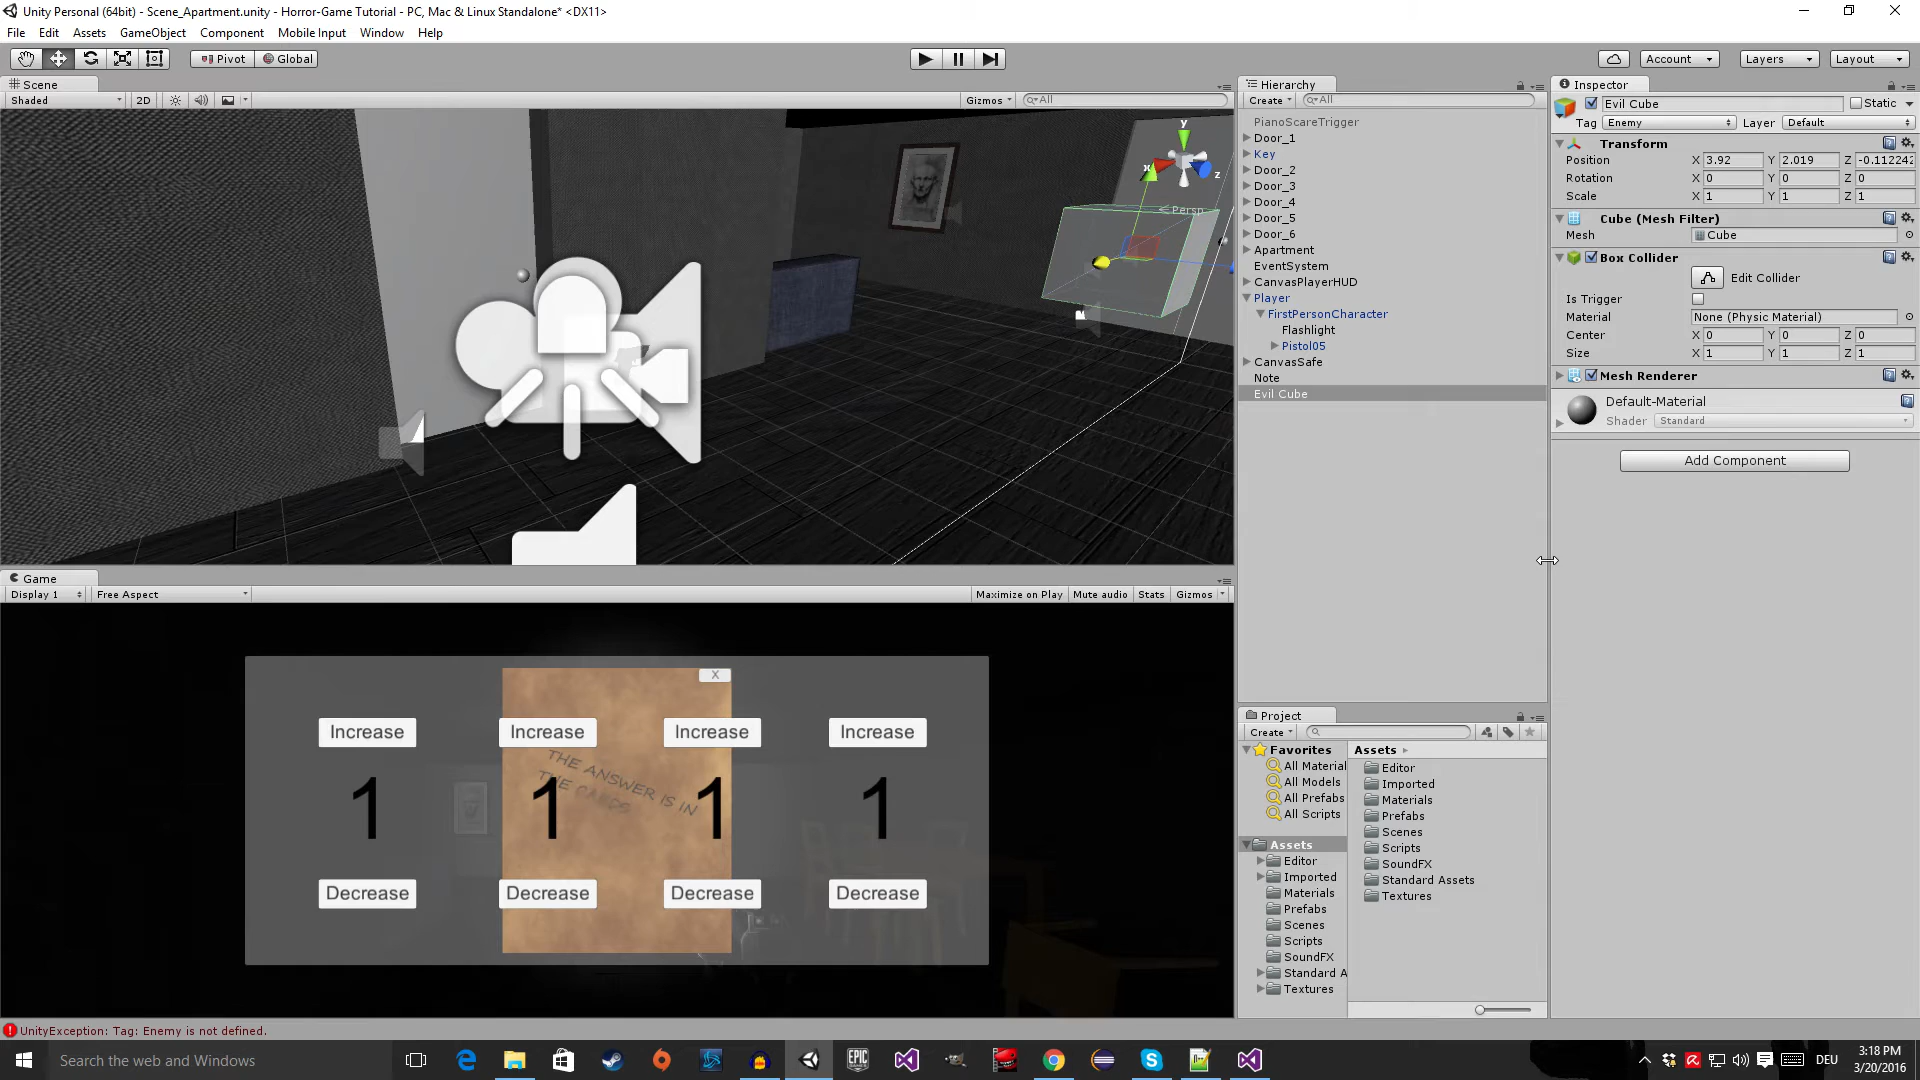 Unity Personal (64bit) - Scene_Apartment.unity - Horror-Game Tutorial - PC, Mac & Linux Standalone* <DX11>
File Edit Assets GameObject Component Mobile Input Window Help
Pivot Global Account Layers Layout
Scene
Shaded 2D Gizmos All
y
x
z
Persp
Hierarchy
Create All
PianoScareTrigger
Door_1
Key
Door_2
Door_3
Door_4
Door_5
Door_6
Apartment
EventSystem
CanvasPlayerHUD
Player
FirstPersonCharacter
Flashlight
Pistol05
CanvasSafe
Note
Evil Cube
Inspector
Evil Cube Static
Tag Enemy Layer Default
Transform
Position X 3.92 Y 2.019 Z -0.112242
Rotation X 0 Y 0 Z 0
Scale X 1 Y 1 Z 1
Cube (Mesh Filter)
Mesh Cube
Box Collider
Edit Collider
Is Trigger
Material None (Physic Material)
Center X 0 Y 0 Z 0
Size X 1 Y 1 Z 1
Mesh Renderer
Default-Material
Shader Standard
Add Component
Game
Display 1 Free Aspect Maximize on Play Mute audio Stats Gizmos
X
Increase Increase Increase Increase
THE ANSWER IS IN
THE CARDS
1 1 1 1
Decrease Decrease Decrease Decrease
Project
Create
Favorites
All Material
All Models
All Prefabs
All Scripts
Assets
Editor
Imported
Materials
Prefabs
Scenes
Scripts
SoundFX
Standard A
Textures
Assets
Editor
Imported
Materials
Prefabs
Scenes
Scripts
SoundFX
Standard Assets
Textures
UnityException: Tag: Enemy is not defined.
Search the web and Windows
EPIC
DEU
3:18 PM
3/20/2016